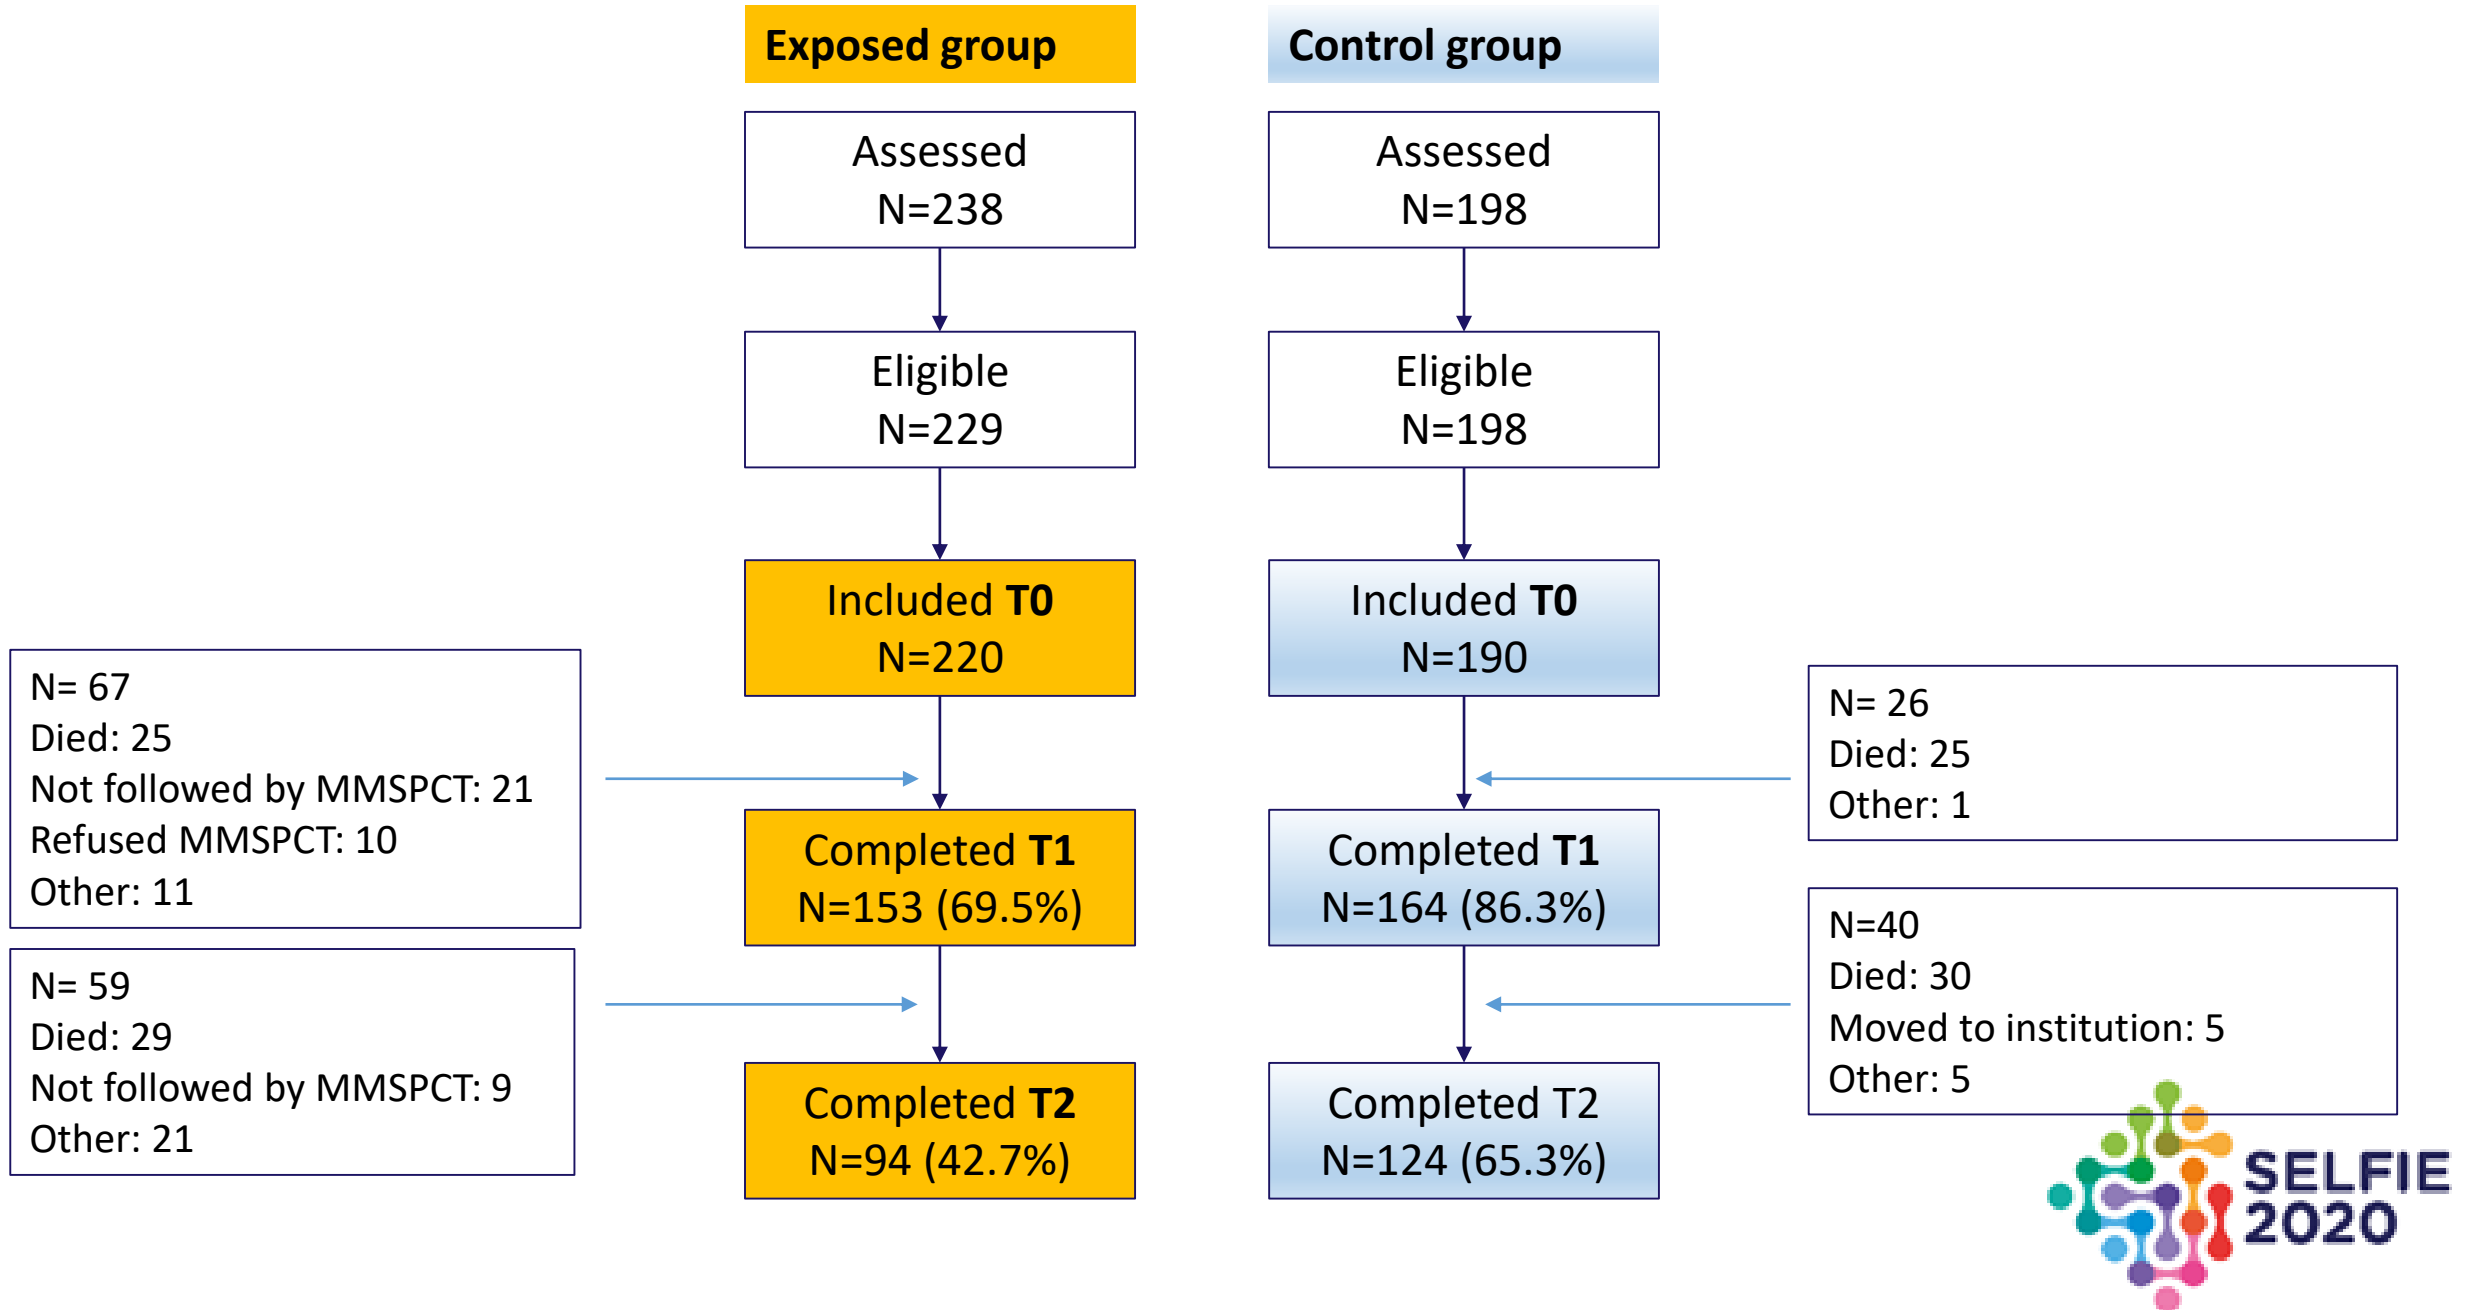 Exposed group
Control group
Assessed
N=238
Assessed
N=198
Eligible
N=229
Eligible
N=198
Included T0
N=220
Included T0
N=190
N= 67
Died: 25
Not followed by MMSPCT: 21
Refused MMSPCT: 10
Other: 11
N= 26
Died: 25
Other: 1
Completed T1
N=153 (69.5%)
Completed T1
N=164 (86.3%)
N= 59
Died: 29
Not followed by MMSPCT: 9
Other: 21
N=40
Died: 30
Moved to institution: 5
Other: 5
Completed T2
N=94 (42.7%)
Completed T2
N=124 (65.3%)
SELFIE
2020